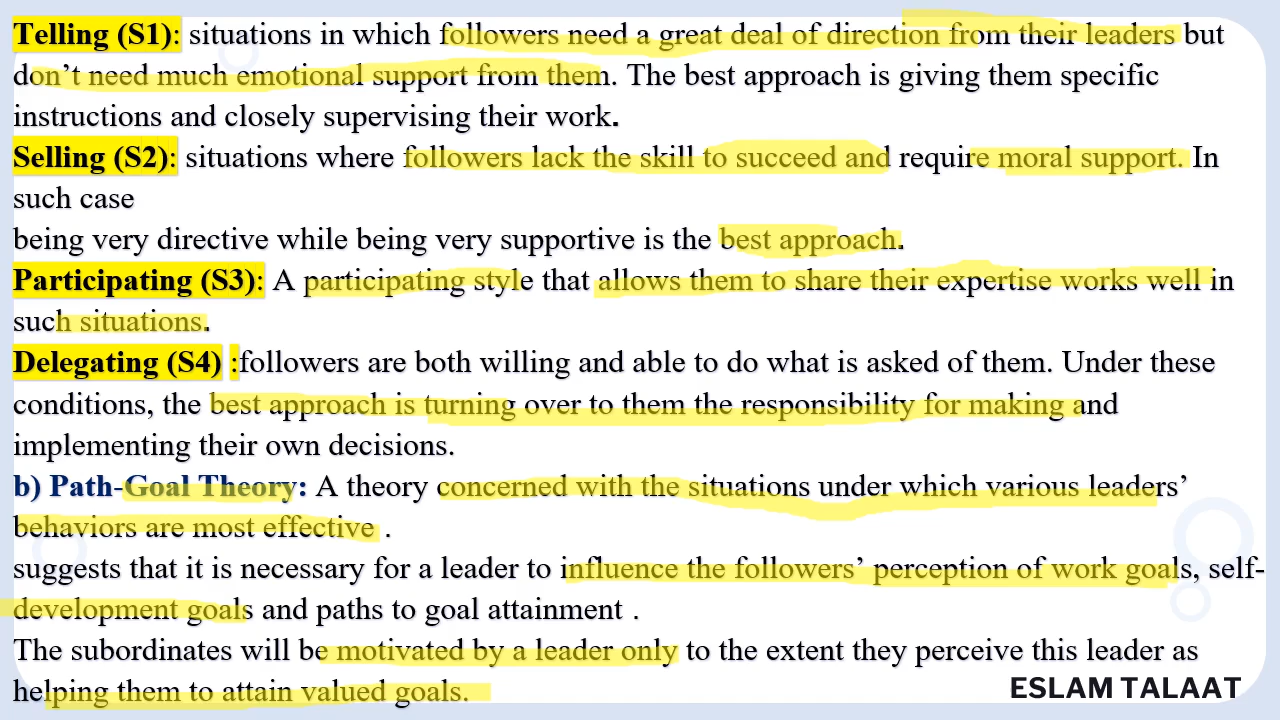 Telling (S1): situations in which followers need a great deal of direction from their leaders but
don’t need much emotional support from them. The best approach is giving them specific
instructions and closely supervising their work.
Selling (S2): situations where followers lack the skill to succeed and require moral support. In
such case
being very directive while being very supportive is the best approach.
Participating (S3): A participating style that allows them to share their expertise works well in
such situations.
Delegating (S4) :followers are both willing and able to do what is asked of them. Under these
conditions, the best approach is turning over to them the responsibility for making and
implementing their own decisions.
b) Path-Goal Theory: A theory concerned with the situations under which various leaders’
behaviors are most effective .
suggests that it is necessary for a leader to influence the followers’ perception of work goals, self-
development goals and paths to goal attainment .
The subordinates will be motivated by a leader only to the extent they perceive this leader as
helping them to attain valued goals.
ESLAM TALAAT